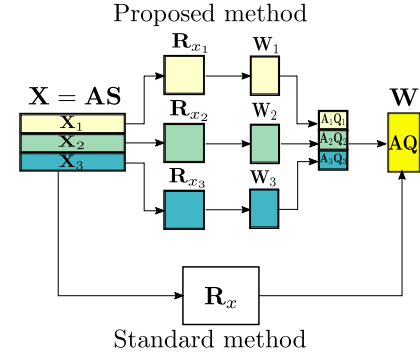 Proposed method
R_{x_1}
W_1
X = AS
R_{x_2}
W_2
W
X_1
X_2
X_3
A_1Q_1
A_2Q_2
A_3Q_3
AQ
R_{x_3}
W_3
R_x
Standard method